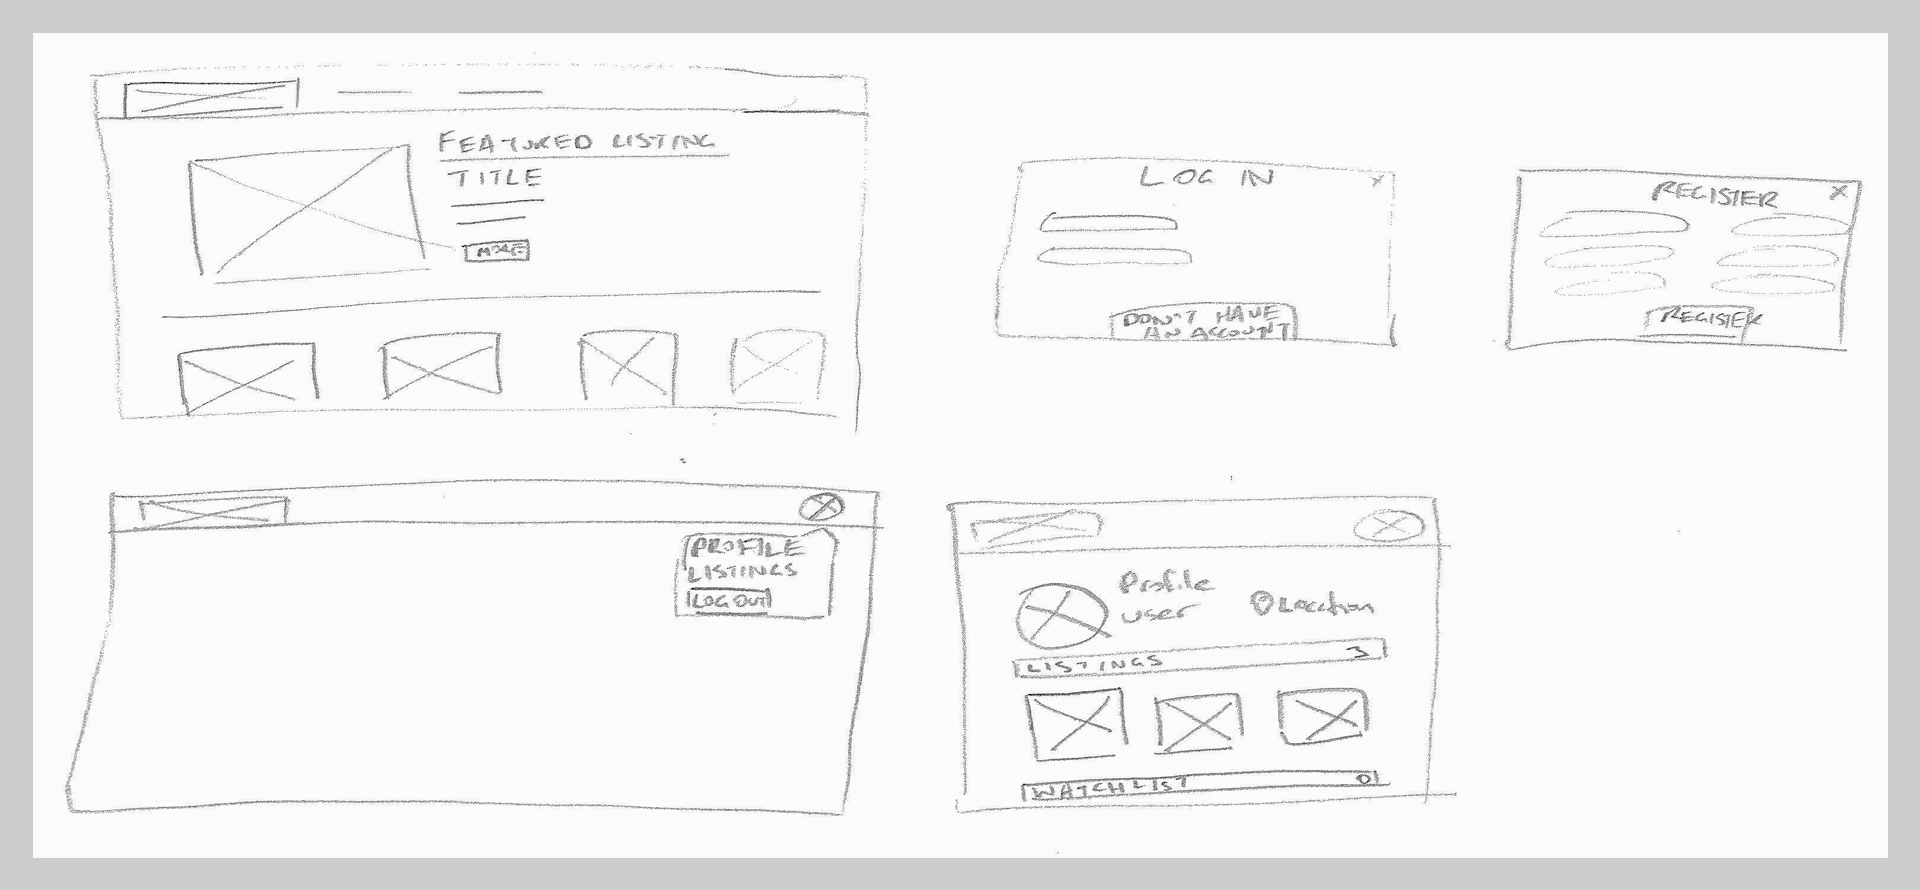 FEATURED LISTING
TITLE
MORE
LOG IN X
DON'T HAVE
AN ACCOUNT
REGISTER X
REGISTER
PROFILE
LISTINGS
LOG OUT
Profile
user
Location
LISTINGS 3
WATCHLIST 0